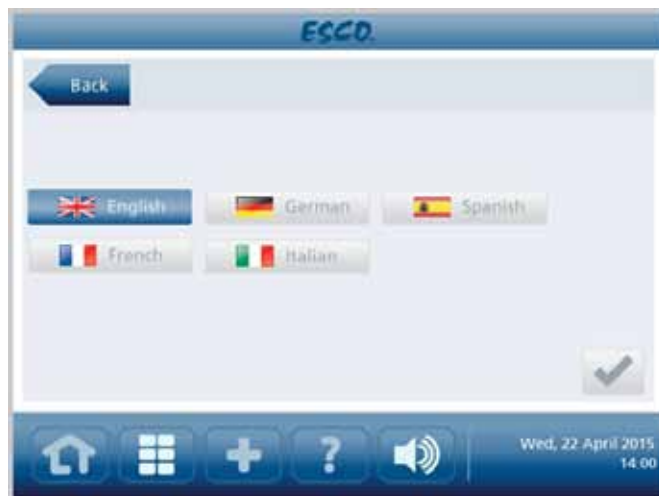 ESCO.
Back
English
German
Spanish
French
Italian
?
Wed, 22 April 2015
14:00